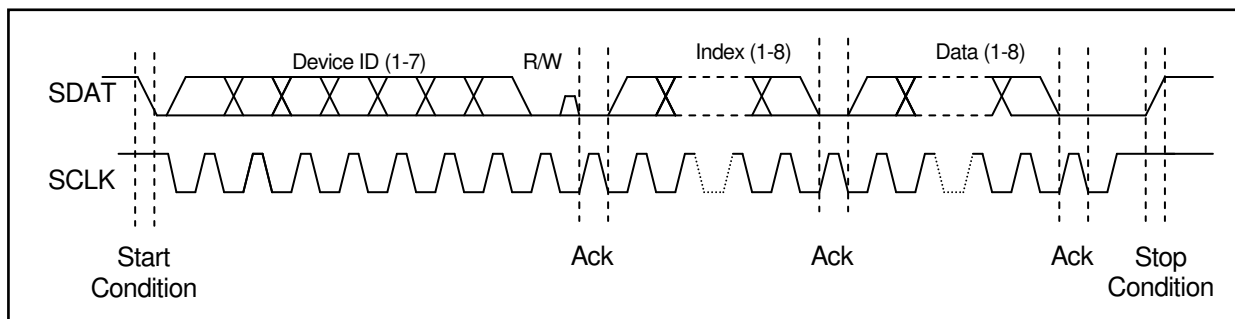 Device ID (1-7)
R/W
Index (1-8)
Data (1-8)
SDAT
SCLK
Start
Condition
Ack
Ack
Ack
Stop
Condition